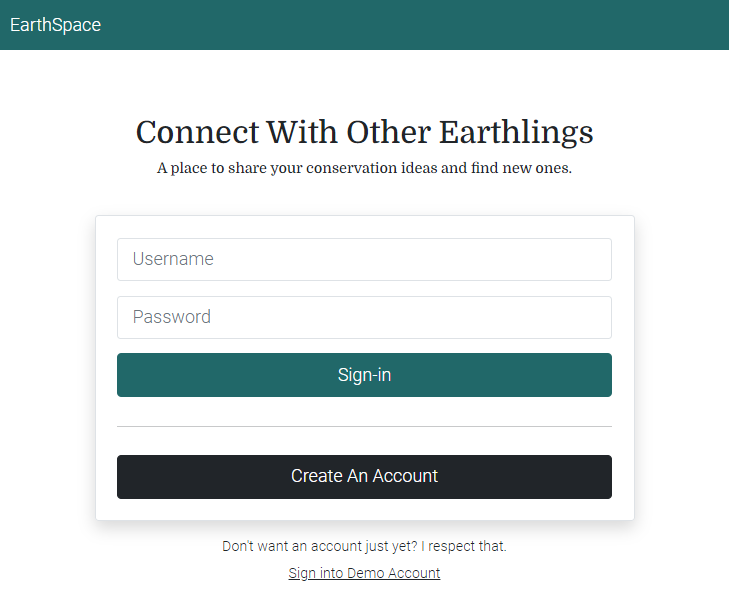 EarthSpace
Connect With Other Earthlings
A place to share your conservation ideas and find new ones.
Username
Password
Sign-in
Create An Account
Don't want an account just yet? I respect that.
Sign into Demo Account